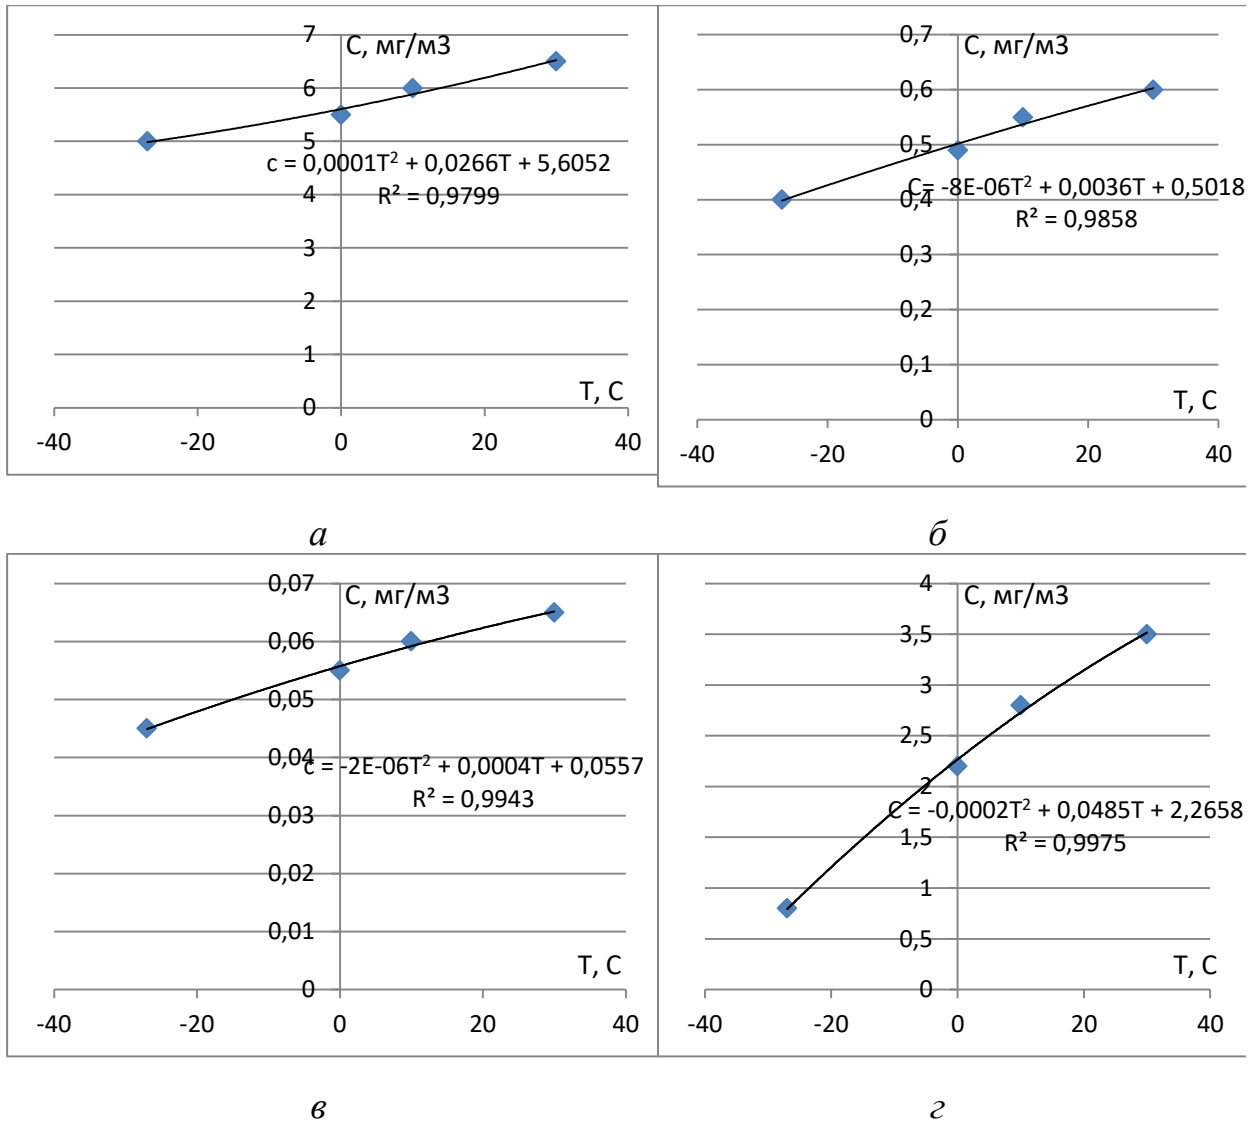 С, мг/м3
7
6
5
4
3
2
1
0
c = 0,0001T² + 0,0266T + 5,6052
R² = 0,9799
Т, С
-40 -20 0 20 40
а
С, мг/м3
0,7
0,6
0,5
0,4
0,3
0,2
0,1
0
C= -8E-06T² + 0,0036T + 0,5018
R² = 0,9858
Т, С
-40 -20 0 20 40
б
С, мг/м3
0,07
0,06
0,05
0,04
0,03
0,02
0,01
0
c = -2E-06T² + 0,0004T + 0,0557
R² = 0,9943
Т, С
-40 -20 0 20 40
в
С, мг/м3
4
3,5
3
2,5
2
1,5
1
0,5
0
C = -0,0002T² + 0,0485T + 2,2658
R² = 0,9975
Т, С
-40 -20 0 20 40
г